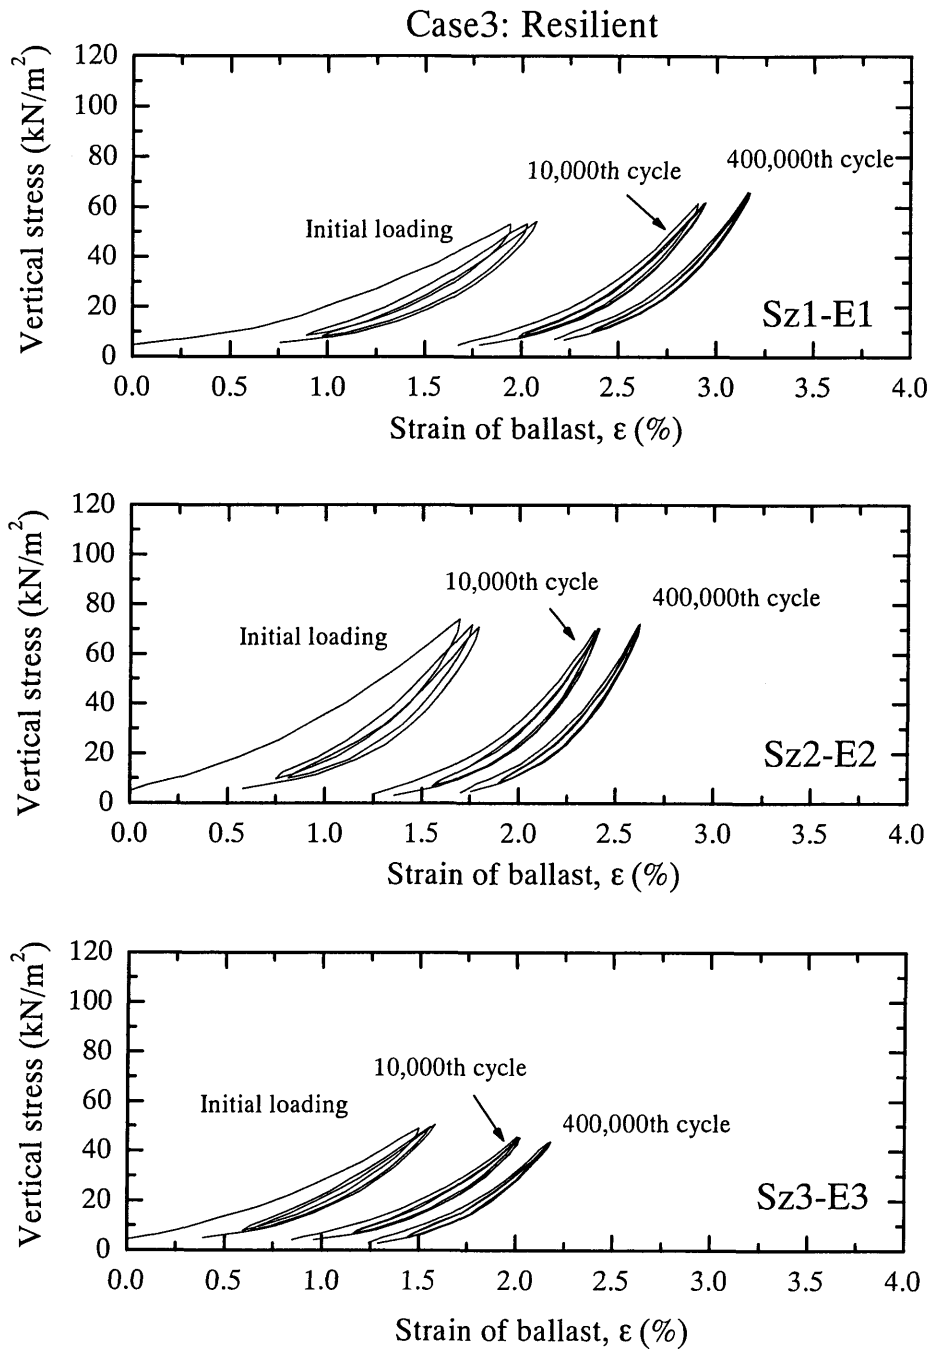 Case3: Resilient
120
100
80
60
40
20
0
Vertical stress (kN/m²)
Initial loading
10,000th cycle
400,000th cycle
Sz1-E1
0.0 0.5 1.0 1.5 2.0 2.5 3.0 3.5 4.0
Strain of ballast, ε (%)
120
100
80
60
40
20
0
Vertical stress (kN/m²)
Initial loading
10,000th cycle
400,000th cycle
Sz2-E2
0.0 0.5 1.0 1.5 2.0 2.5 3.0 3.5 4.0
Strain of ballast, ε (%)
120
100
80
60
40
20
0
Vertical stress (kN/m²)
Initial loading
10,000th cycle
400,000th cycle
Sz3-E3
0.0 0.5 1.0 1.5 2.0 2.5 3.0 3.5 4.0
Strain of ballast, ε (%)